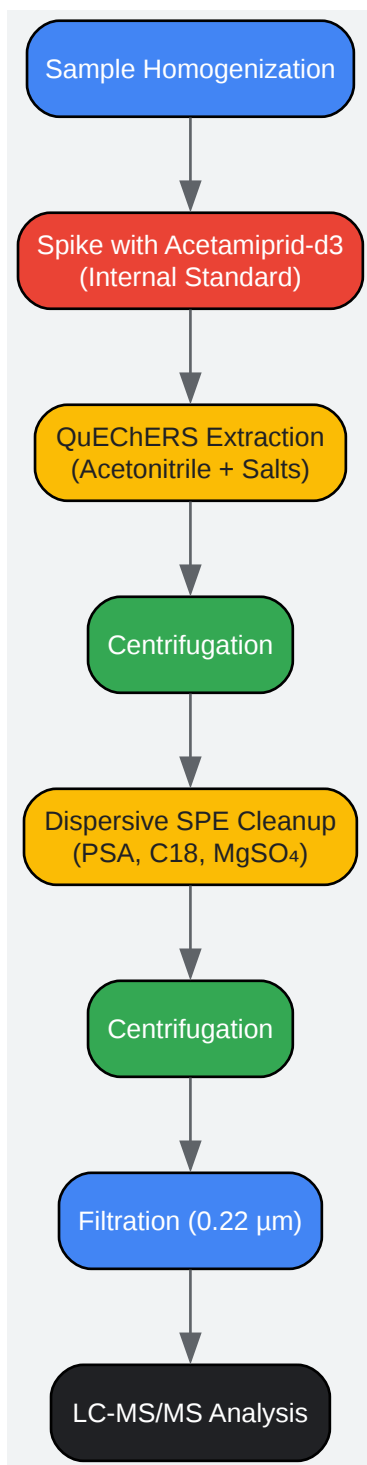 Sample Homogenization
Spike with Acetamiprid-d3
(Internal Standard)
QuEChERS Extraction
(Acetonitrile + Salts)
Centrifugation
Dispersive SPE Cleanup
(PSA, C18, MgSO₄)
Centrifugation
Filtration (0.22 µm)
LC-MS/MS Analysis